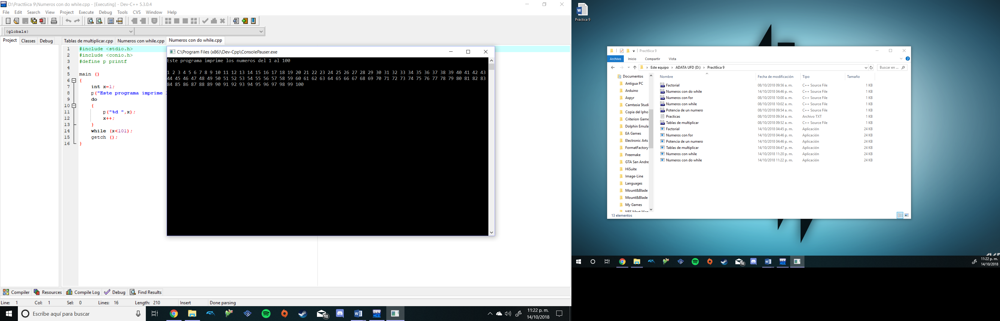 D:\Pract6ica 9\Numeros con do while.cpp - [Executing] - Dev-C++ 5.3.0.4
File Edit Search View Project Execute Debug Tools CVS Window Help
(globals)
Project Classes Debug
Tablas de multiplicar.cpp Numeros con while.cpp Numeros con do while.cpp
1 #include <stdio.h>
2 #include <conio.h>
3 #define p printf
4
5 main ()
6 {
7 int x=1;
8 p("Este programa imprime
9 do
10 {
11 p("%d ",x);
12 x++;
13 }
14 while (x<101);
15 getch ();
16 }
C:\Program Files (x86)\Dev-Cpp\ConsolePauser.exe
Este programa imprime los numeros del 1 al 100
1 2 3 4 5 6 7 8 9 10 11 12 13 14 15 16 17 18 19 20 21 22 23 24 25 26 27 28 29 30 31 32 33 34 35 36 37 38 39 40 41 42 43
44 45 46 47 48 49 50 51 52 53 54 55 56 57 58 59 60 61 62 63 64 65 66 67 68 69 70 71 72 73 74 75 76 77 78 79 80 81 82 83
84 85 86 87 88 89 90 91 92 93 94 95 96 97 98 99 100
Compiler Resources Compile Log Debug Find Results
Line: 1 Col: 1 Sel: 0 Lines: 16 Length: 210 Insert Done parsing
Escribe aquí para buscar
18
DEV
11:22 p. m.
14/10/2018
Práctica 9
Pract6ica 9
Archivo Inicio Compartir Vista
Este equipo › ADATA UFD (D:) › Pract6ica 9
Buscar en ...
Documentos
Antigua PC
Arduino
Aspyr
Camtasia Studi
Copia del Ipho
Criterion Game
Dolphin Emula
EA Games
Electronic Arts
FormatFactory
Freemake
GTA San Andre
HiSuite
Image-Line
Languages
Mount&Blade
Mount&Blade
My Games
NFS Most Wan
Nombre Fecha de modificación Tipo Tamaño
Factorial 08/10/2018 09:56 a. m. C++ Source File 1 KB
Numeros con do while 14/10/2018 04:46 p. m. C++ Source File 1 KB
Numeros con for 08/10/2018 10:00 a. m. C++ Source File 1 KB
Numeros con while 08/10/2018 10:02 a. m. C++ Source File 1 KB
Potencia de un numero 08/10/2018 09:54 a. m. C++ Source File 1 KB
Practicas 08/10/2018 09:34 a. m. Archivo TXT 1 KB
Tablas de multiplicar 08/10/2018 09:52 a. m. C++ Source File 1 KB
Factorial 14/10/2018 04:45 p. m. Aplicación 24 KB
Numeros con for 14/10/2018 04:46 p. m. Aplicación 24 KB
Potencia de un numero 14/10/2018 04:46 p. m. Aplicación 24 KB
Tablas de multiplicar 14/10/2018 04:47 p. m. Aplicación 24 KB
Numeros con while 14/10/2018 11:20 p. m. Aplicación 24 KB
Numeros con do while 14/10/2018 11:22 p. m. Aplicación 24 KB
13 elementos
18
DEV
11:22 p. m.
14/10/2018